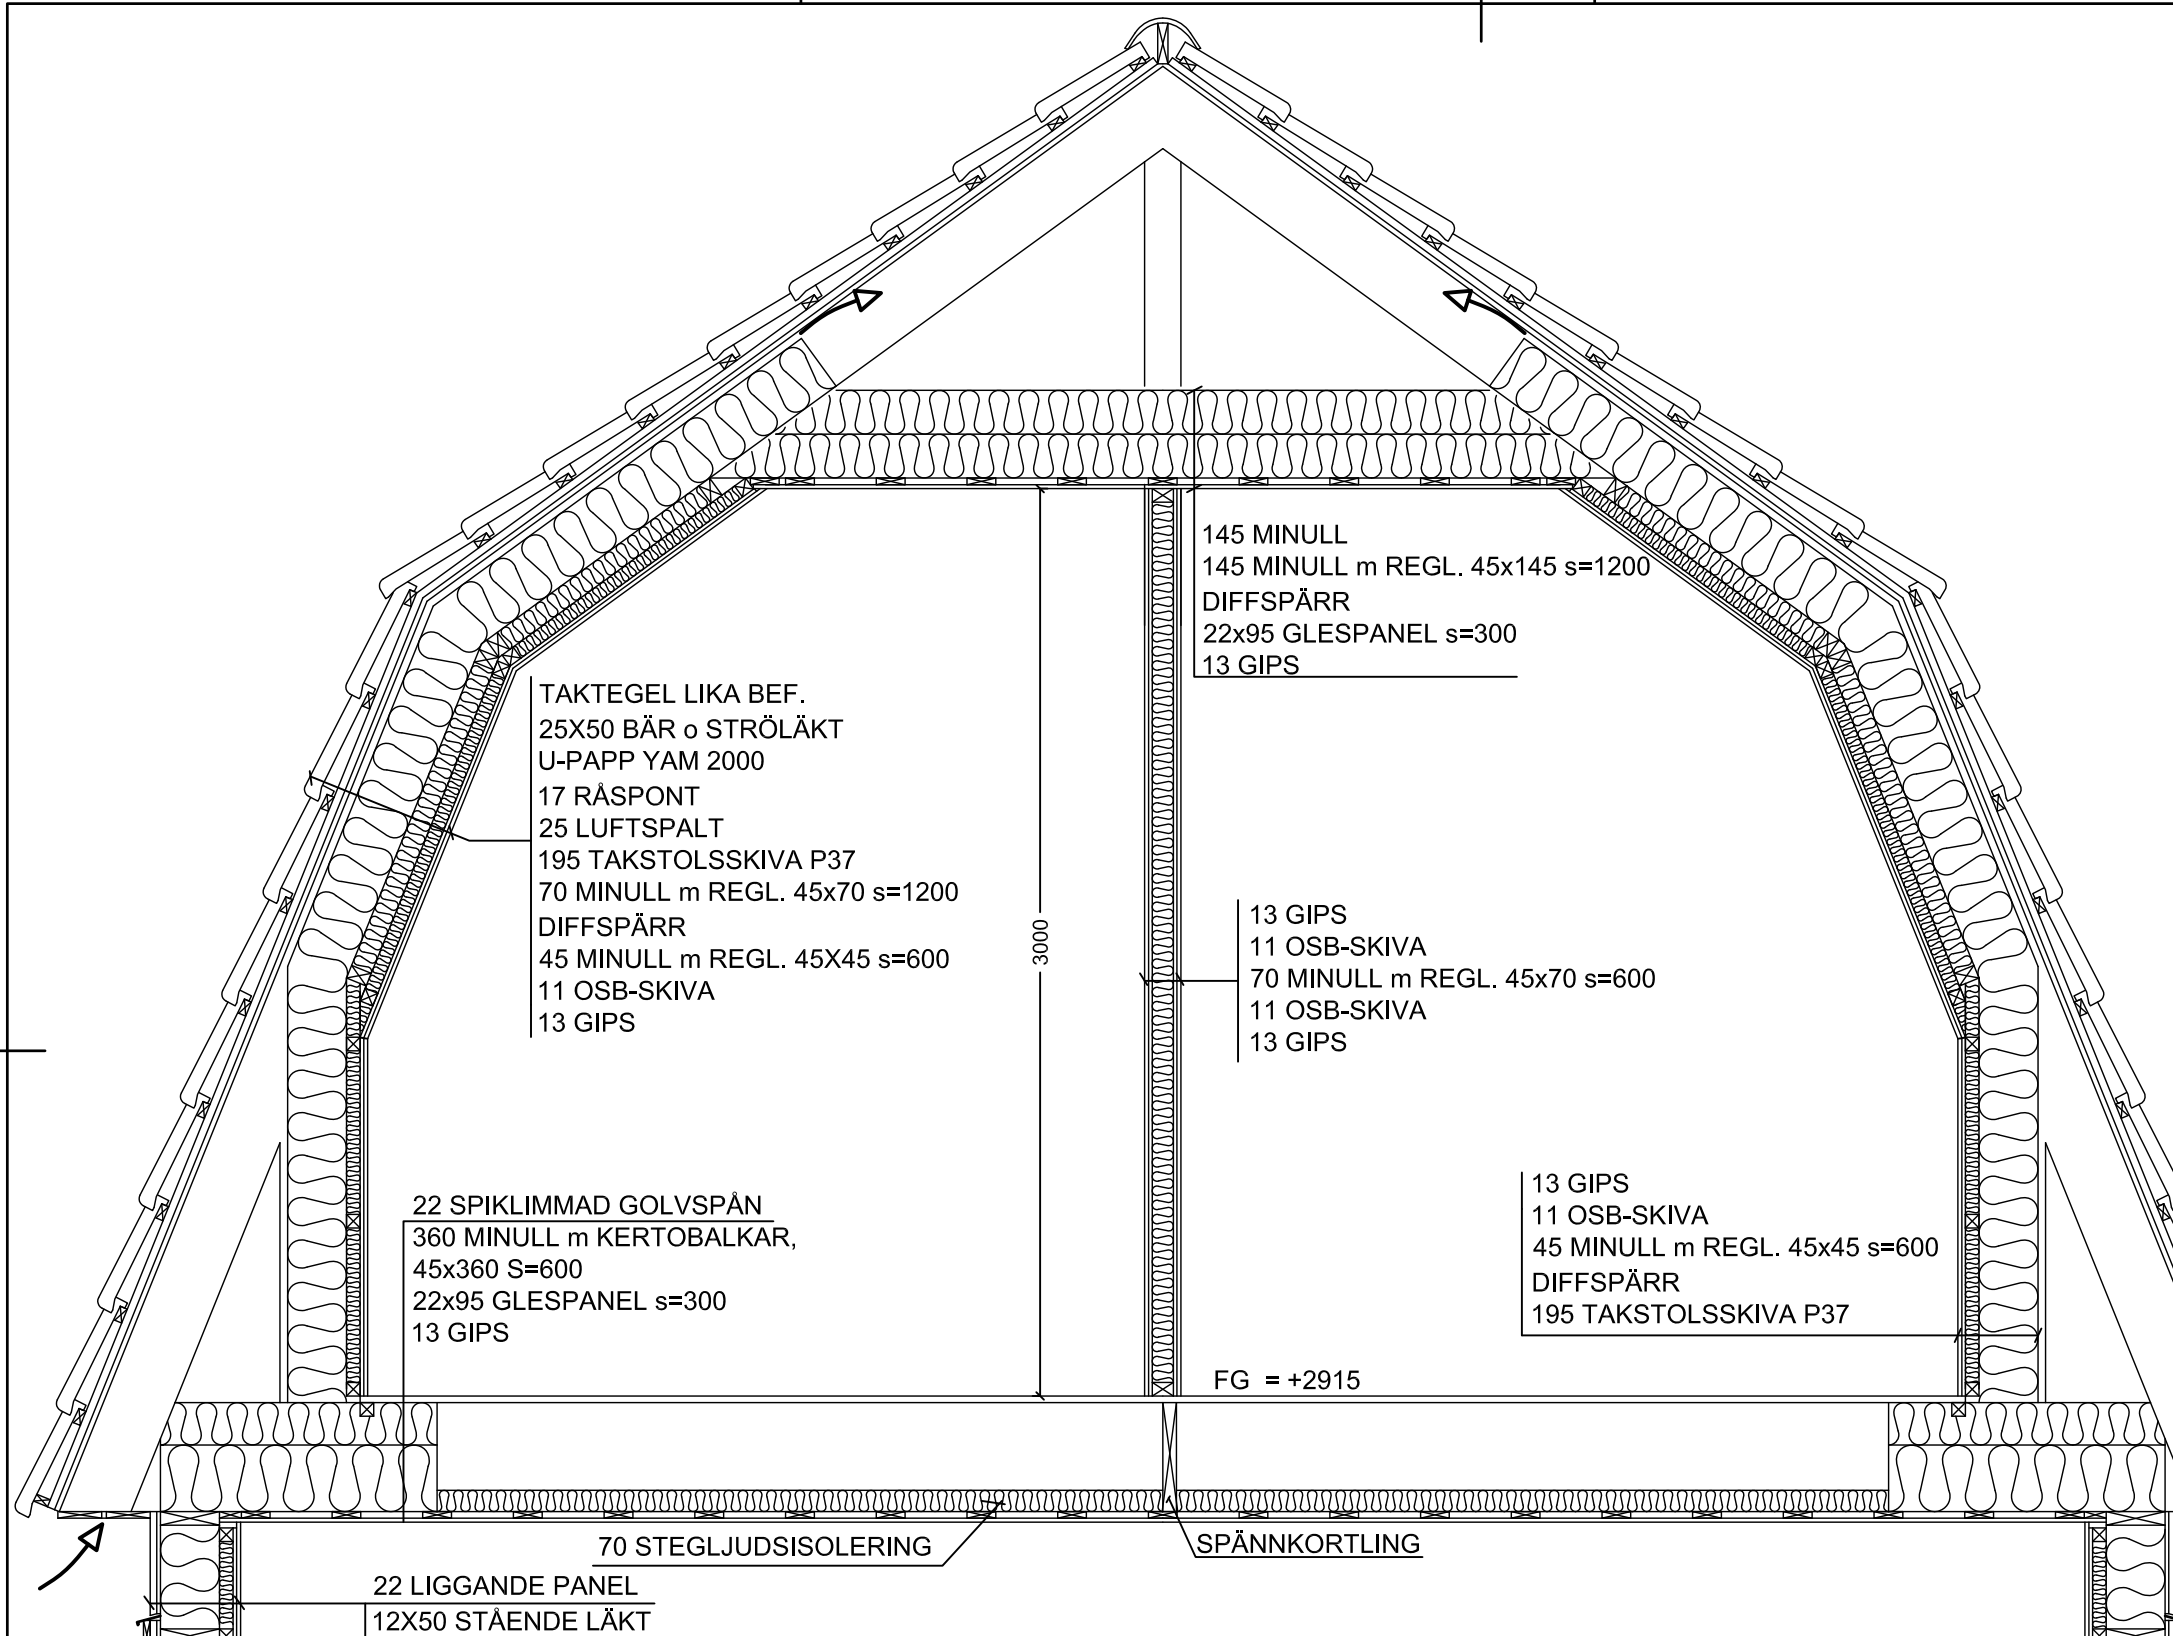 145 MINULL
145 MINULL m REGL. 45x145 s=1200
DIFFSPÄRR
22x95 GLESPANEL s=300
13 GIPS
TAKTEGEL LIKA BEF.
25X50 BÄR o STRÖLÄKT
U-PAPP YAM 2000
17 RÅSPONT
25 LUFTSPALT
195 TAKSTOLSSKIVA P37
70 MINULL m REGL. 45x70 s=1200
DIFFSPÄRR
45 MINULL m REGL. 45X45 s=600
11 OSB-SKIVA
13 GIPS
3000
13 GIPS
11 OSB-SKIVA
70 MINULL m REGL. 45x70 s=600
11 OSB-SKIVA
13 GIPS
22 SPIKLIMMAD GOLVSPÅN
360 MINULL m KERTOBALKAR,
45x360 S=600
22x95 GLESPANEL s=300
13 GIPS
13 GIPS
11 OSB-SKIVA
45 MINULL m REGL. 45x45 s=600
DIFFSPÄRR
195 TAKSTOLSSKIVA P37
FG = +2915
70 STEGLJUDSISOLERING
SPÄNNKORTLING
22 LIGGANDE PANEL
12X50 STÅENDE LÄKT